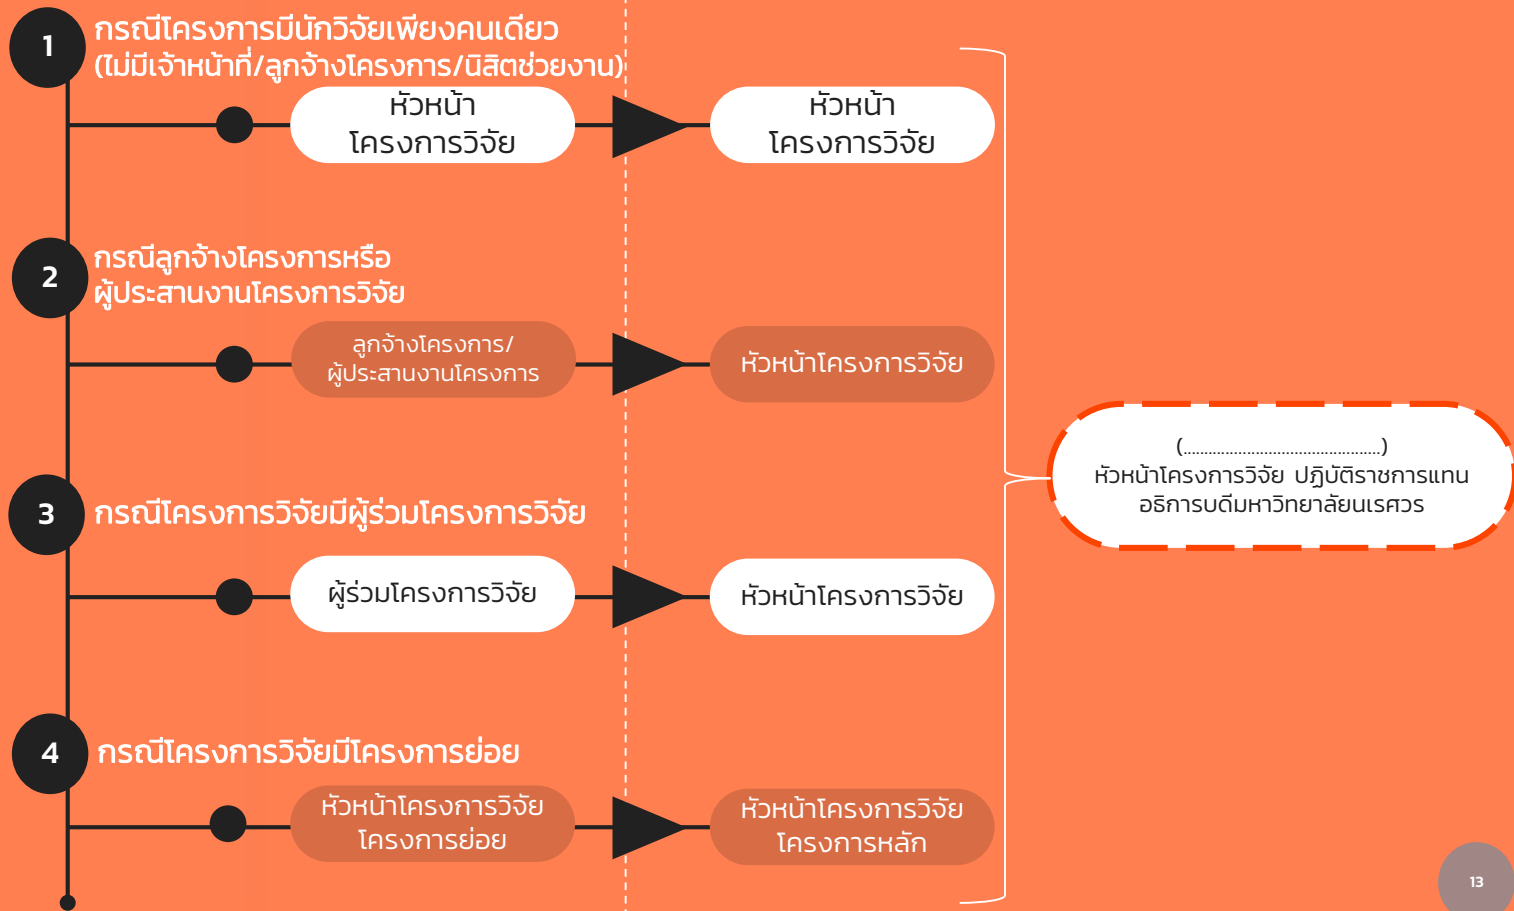 1
กรณีโครงการมีนักวิจัยเพียงคนเดียว
(ไม่มีเจ้าหน้าที่/ลูกจ้างโครงการ/นิสิตช่วยงาน)
หัวหน้า
โครงการวิจัย
หัวหน้า
โครงการวิจัย
2
กรณีลูกจ้างโครงการหรือ
ผู้ประสานงานโครงการวิจัย
ลูกจ้างโครงการ/
ผู้ประสานงานโครงการ
หัวหน้าโครงการวิจัย
(...............................................)
หัวหน้าโครงการวิจัย ปฏิบัติราชการแทน
อธิการบดีมหาวิทยาลัยนเรศวร
3
กรณีโครงการวิจัยมีผู้ร่วมโครงการวิจัย
ผู้ร่วมโครงการวิจัย
หัวหน้าโครงการวิจัย
4
กรณีโครงการวิจัยมีโครงการย่อย
หัวหน้าโครงการวิจัย
โครงการย่อย
หัวหน้าโครงการวิจัย
โครงการหลัก
13